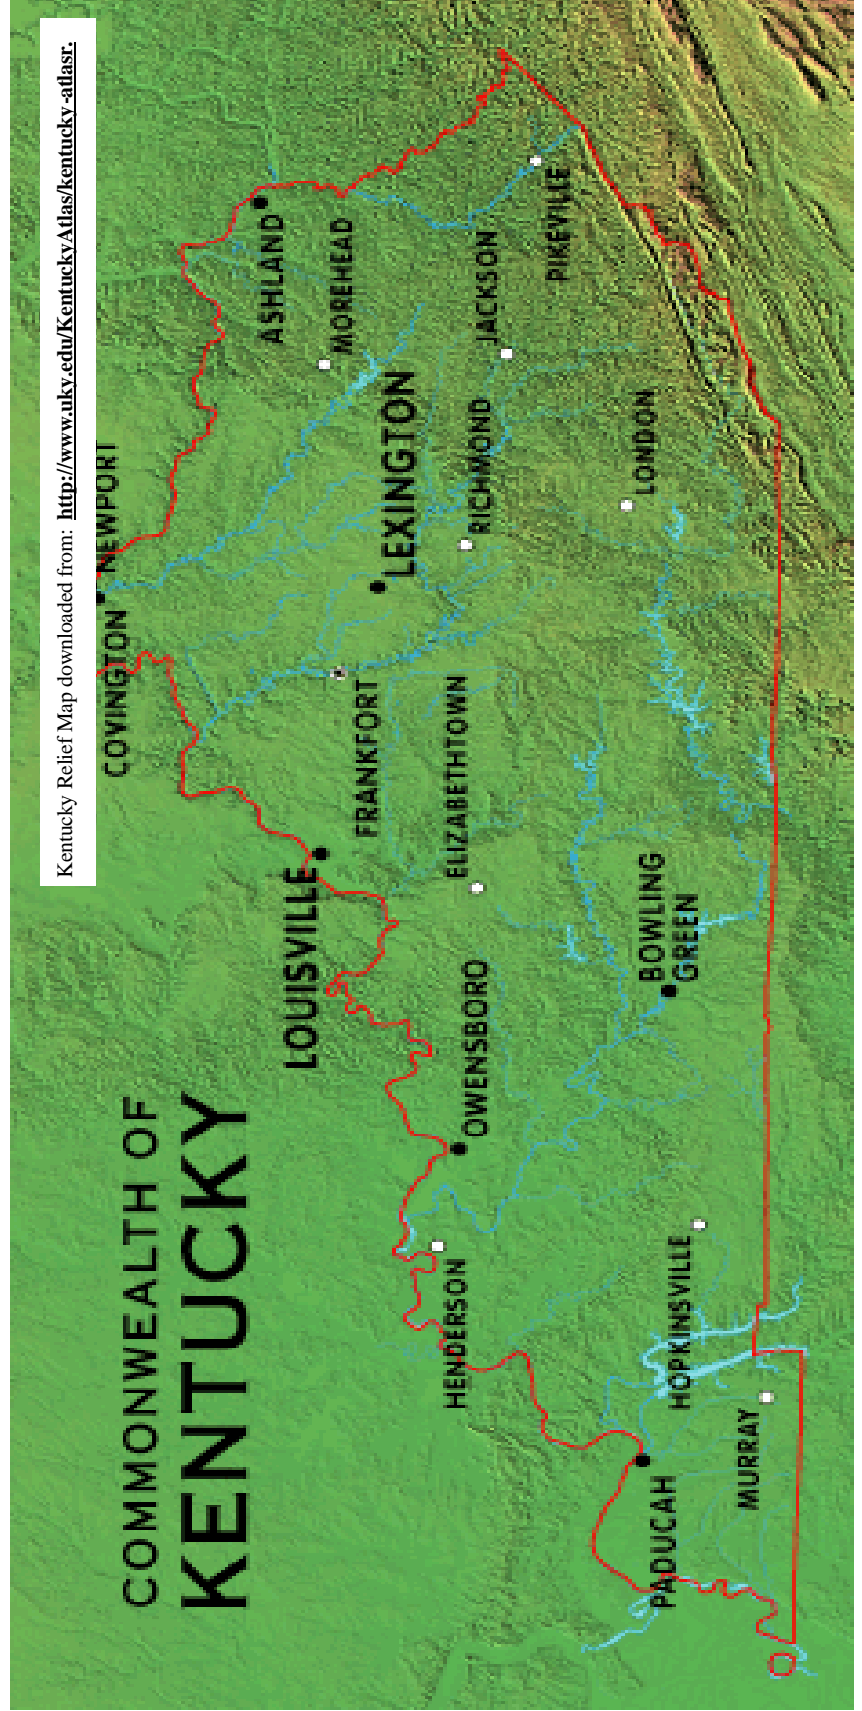 Kentucky Relief Map downloaded from: http://www.uky.edu/KentuckyAtlas/kentucky-atlasr.
COMMONWEALTH OF
KENTUCKY
COVINGTON
NEWPORT
ASHLAND
LOUISVILLE
MOREHEAD
FRANKFORT
LEXINGTON
HENDERSON
OWENSBORO
ELIZABETHTOWN
RICHMOND
JACKSON
PIKEVILLE
PADUCAH
HOPKINSVILLE
BOWLING
GREEN
LONDON
MURRAY